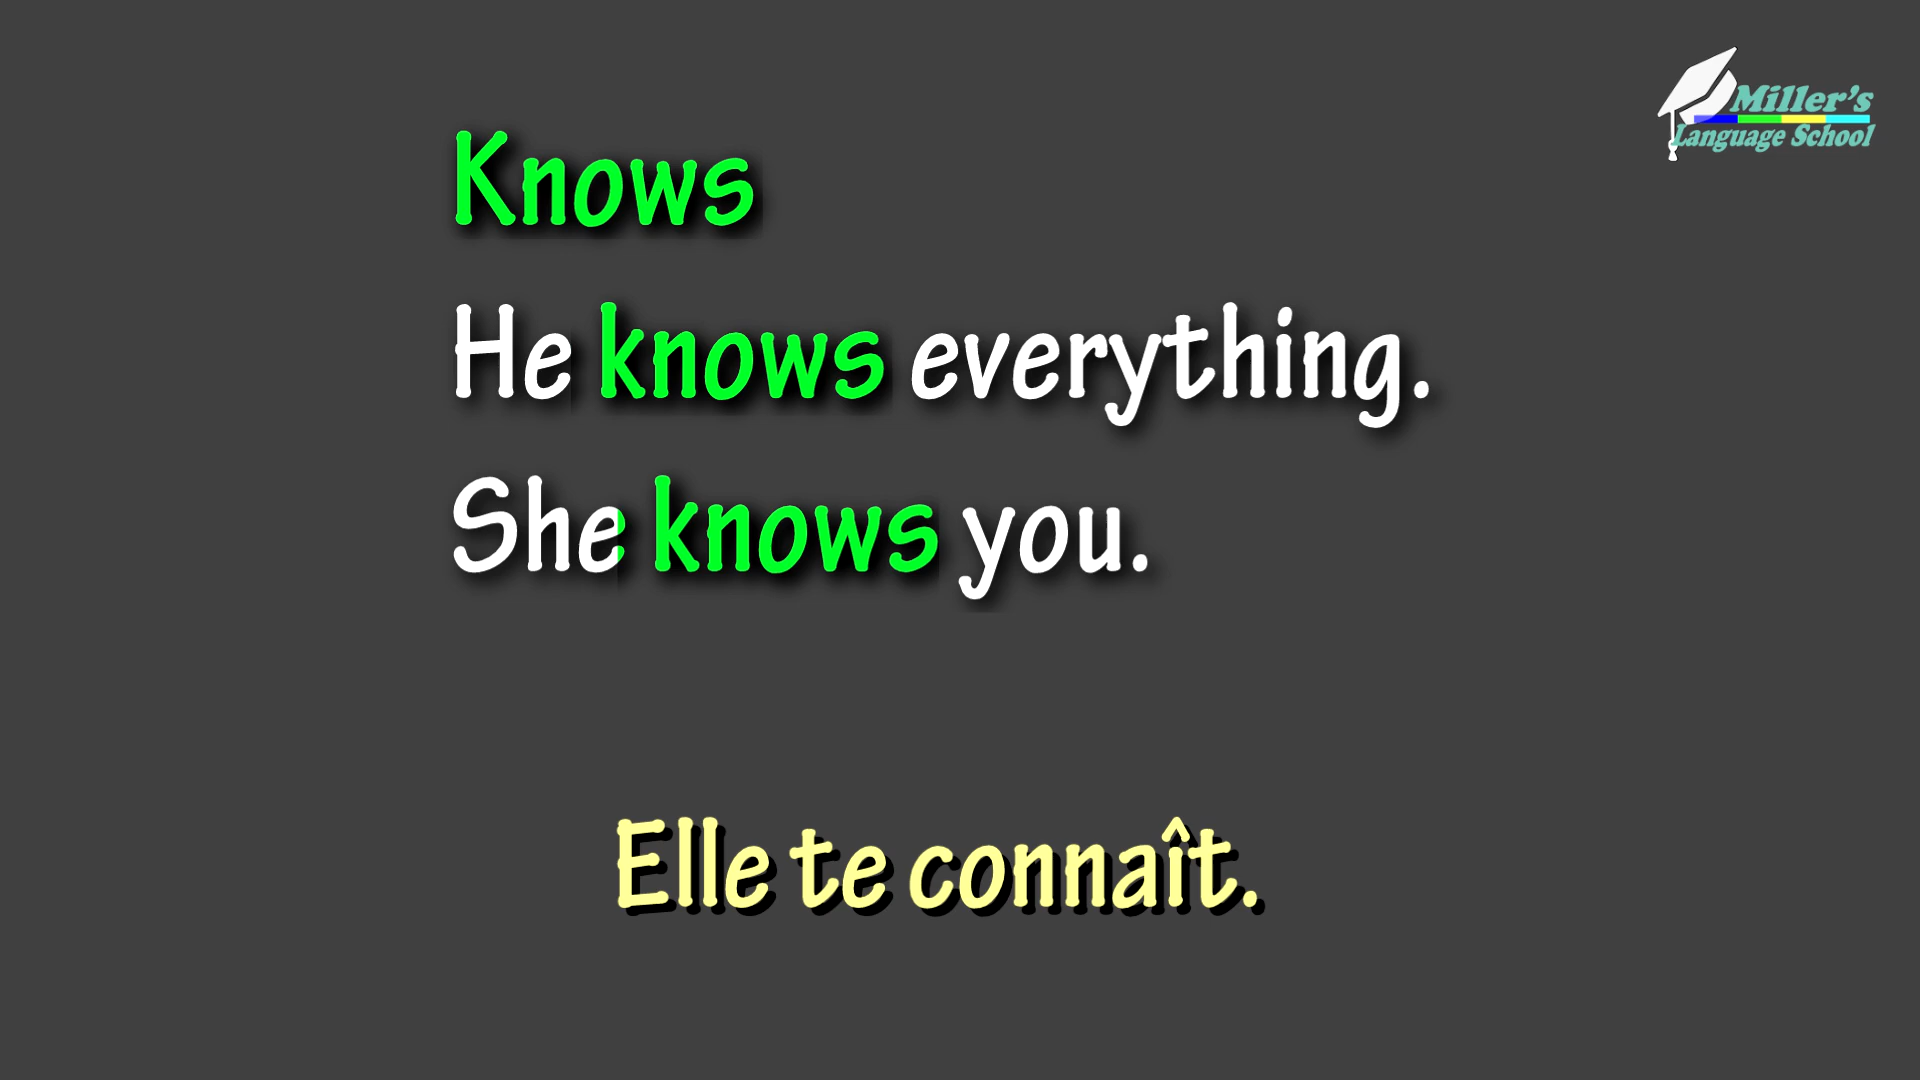 Miller's
Language School
Knows
He knows everything.
She knows you.
Elle te connaît.